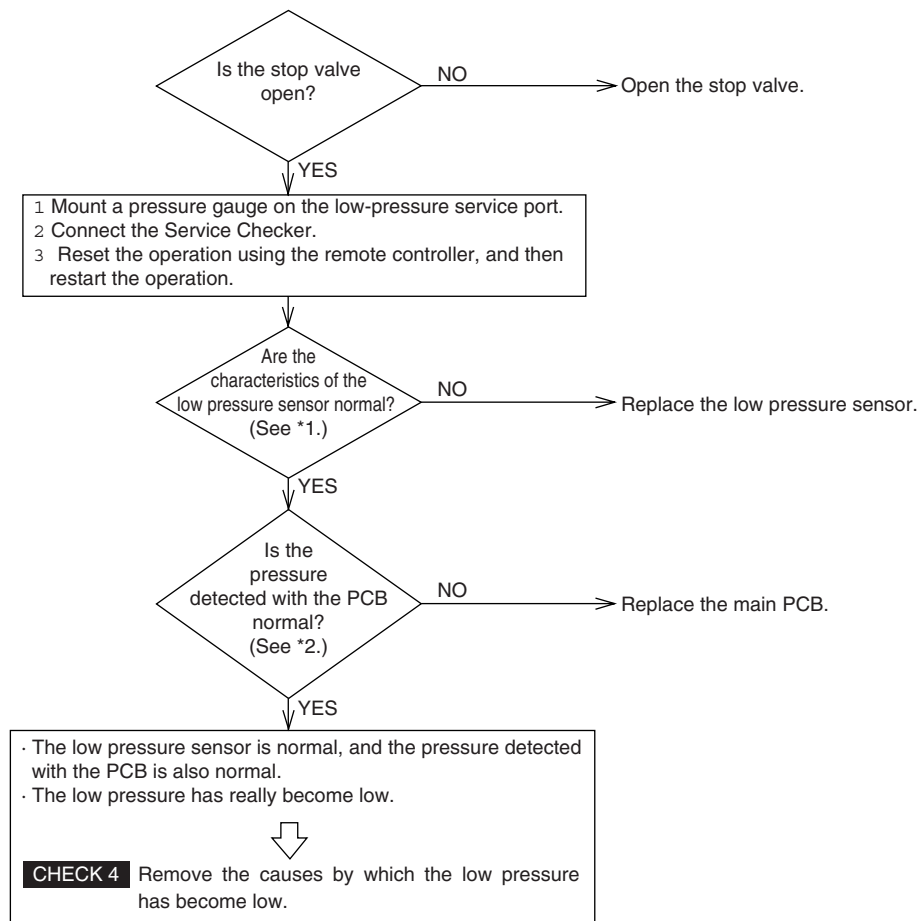 Is the stop valve
open?
NO
Open the stop valve.
YES
1 Mount a pressure gauge on the low-pressure service port.
2 Connect the Service Checker.
3 Reset the operation using the remote controller, and then
restart the operation.
Are the
characteristics of the
low pressure sensor normal?
(See *1.)
NO
Replace the low pressure sensor.
YES
Is the
pressure
detected with the PCB
normal?
(See *2.)
NO
Replace the main PCB.
YES
· The low pressure sensor is normal, and the pressure detected
with the PCB is also normal.
· The low pressure has really become low.
CHECK 4 Remove the causes by which the low pressure
has become low.